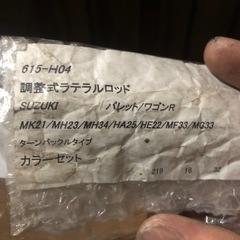 615-H04
調整式ラテラルロッド
SUZUKI パレット/ワゴンR
MK21/MH23/MH34/HA25/HE22/MF33/MG33
ターンバックルタイプ
カラーセット